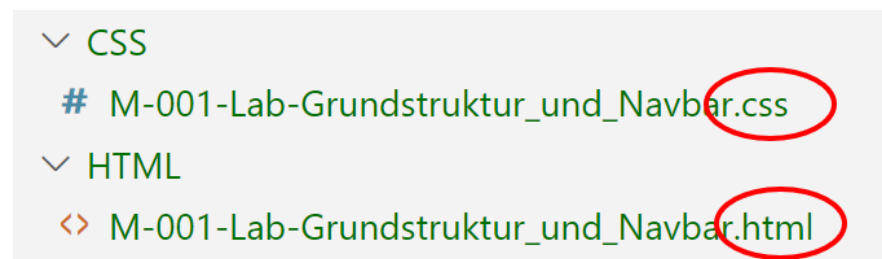 CSS
# M-001-Lab-Grundstruktur_und_Navbar.css
HTML
<> M-001-Lab-Grundstruktur_und_Navbar.html